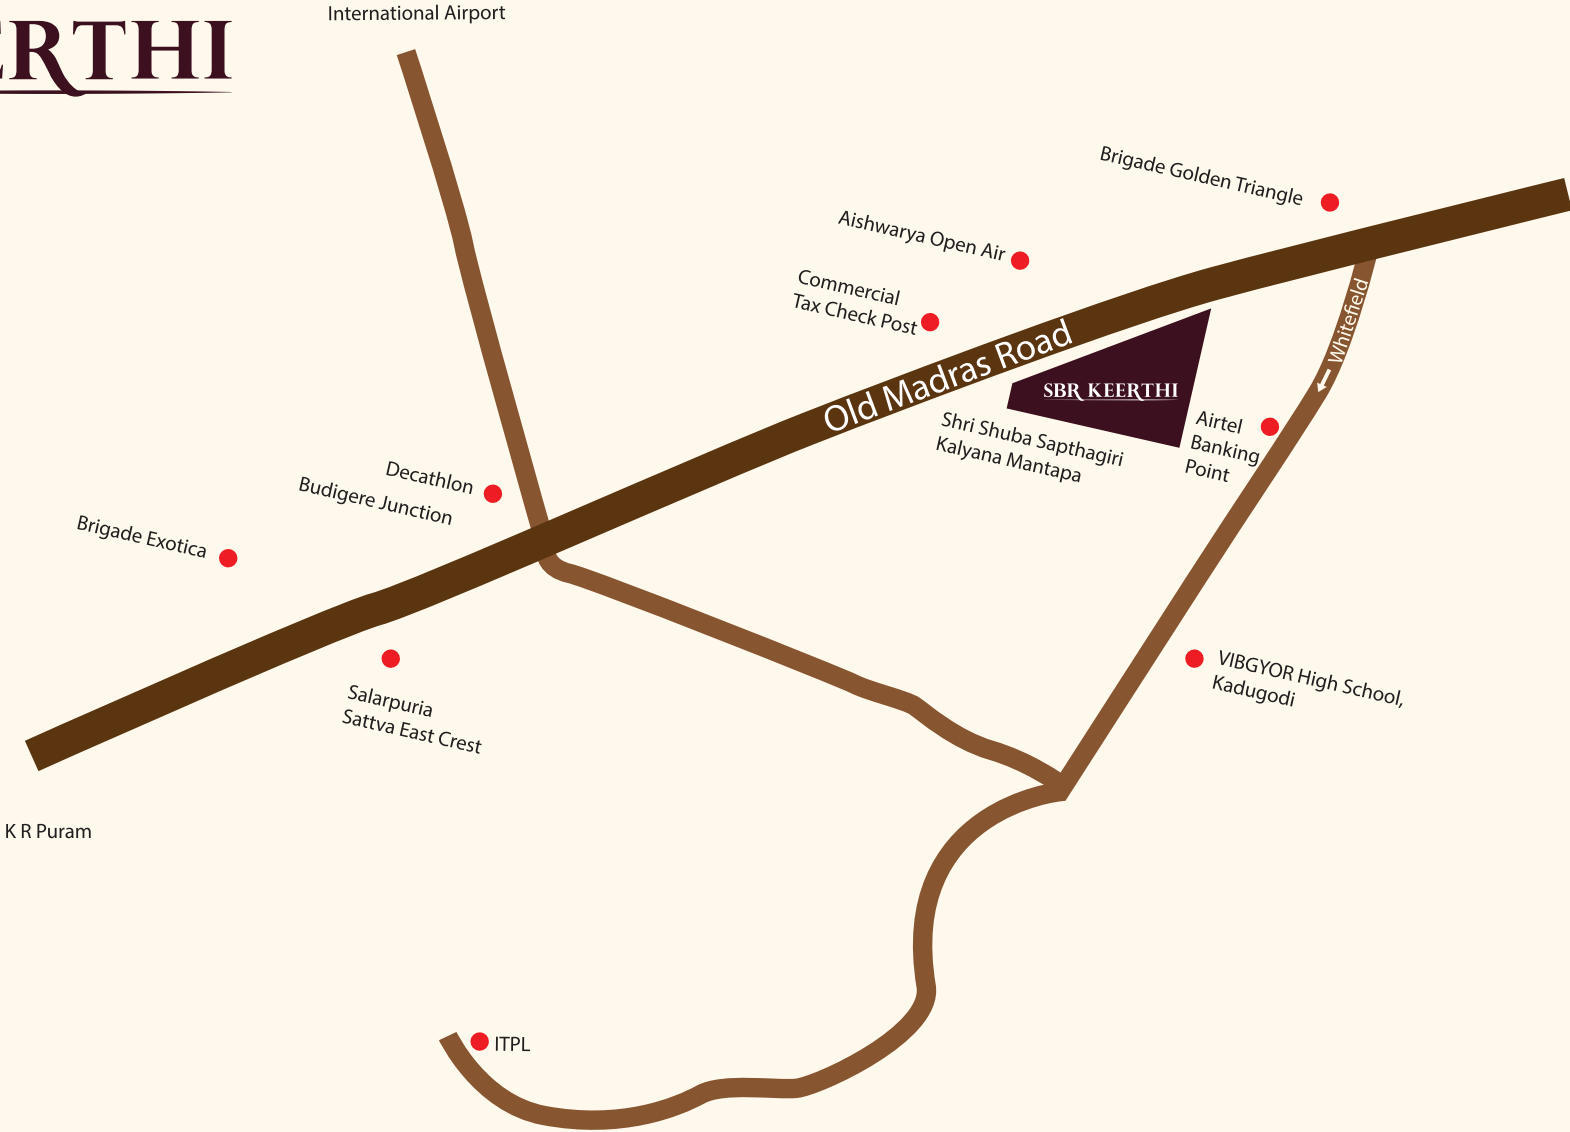 International Airport
ERTHI
Brigade Golden Triangle
Aishwarya Open Air
Commercial
Tax Check Post
Whitefield
Old Madras Road
SBR KEERTHI
Shri Shuba Sapthagiri
Kalyana Mantapa
Airtel
Banking
Point
Decathlon
Budigere Junction
Brigade Exotica
Salarpuria
Sattva East Crest
VIBGYOR High School,
Kadugodi
K R Puram
ITPL